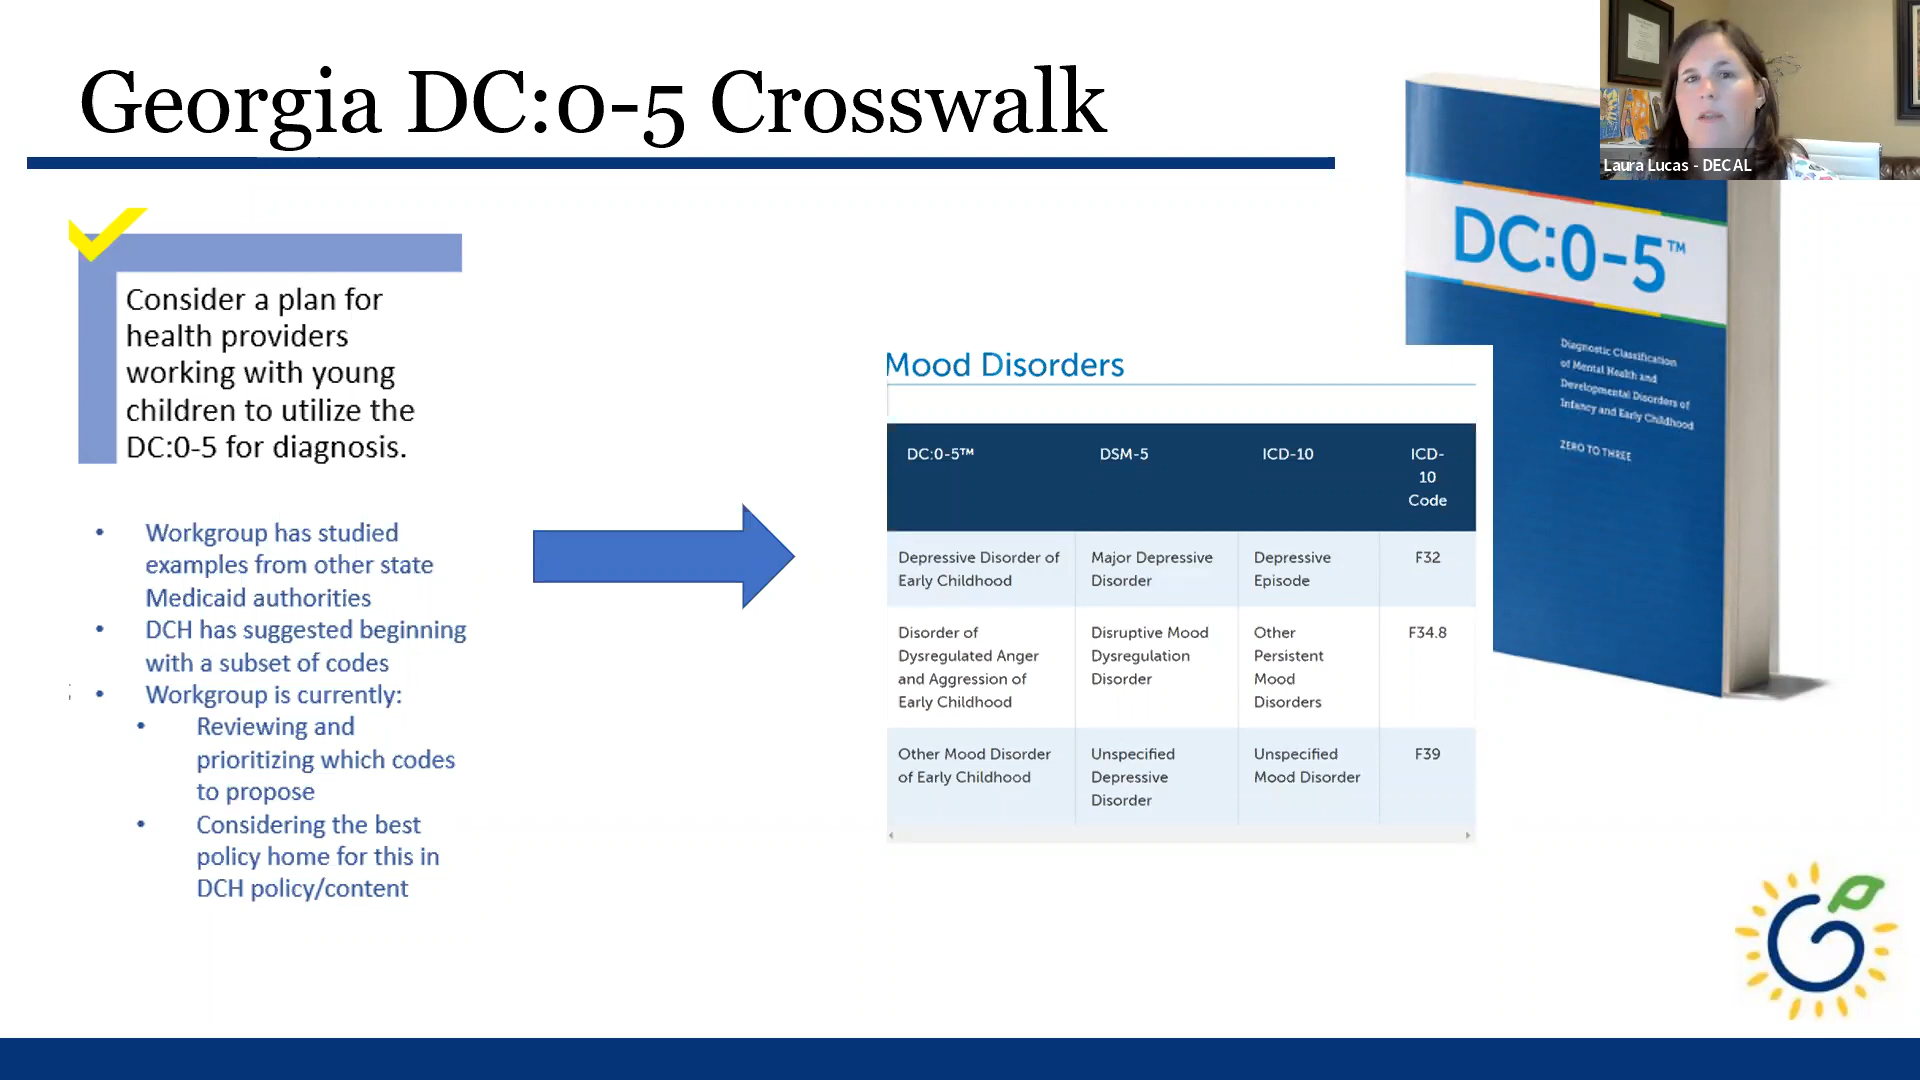 Georgia DC:0-5 Crosswalk
Laura Lucas - DECAL
DC:0-5™
Diagnostic Classification
of Mental Health and
Developmental Disorders of
Infancy and Early Childhood
ZERO TO THREE
Consider a plan for
health providers
working with young
children to utilize the
DC:0-5 for diagnosis.
• Workgroup has studied
examples from other state
Medicaid authorities
• DCH has suggested beginning
with a subset of codes
• Workgroup is currently:
• Reviewing and
prioritizing which codes
to propose
• Considering the best
policy home for this in
DCH policy/content
Mood Disorders
DC:0-5™ DSM-5 ICD-10 ICD-
10
Code
Depressive Disorder of Major Depressive Depressive F32
Early Childhood Disorder Episode
Disorder of Disruptive Mood Other F34.8
Dysregulated Anger Dysregulation Persistent
and Aggression of Disorder Mood
Early Childhood Disorders
Other Mood Disorder Unspecified Unspecified F39
of Early Childhood Depressive Mood Disorder
Disorder